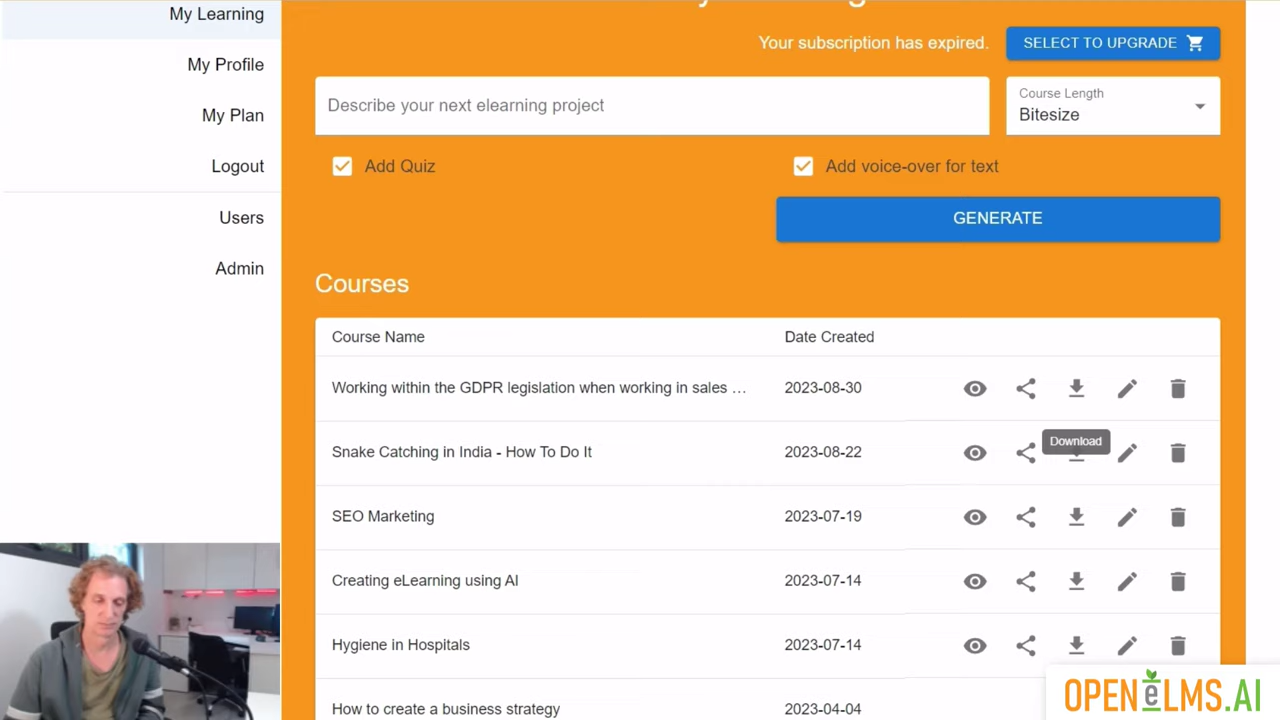 My Learning
Your subscription has expired.
SELECT TO UPGRADE
My Profile
Describe your next elearning project
Course Length
Bitesize
My Plan
Logout
Add Quiz
Add voice-over for text
Users
GENERATE
Admin
Courses
Course Name
Date Created
Working within the GDPR legislation when working in sales …
2023-08-30
Download
Snake Catching in India - How To Do It
2023-08-22
SEO Marketing
2023-07-19
Creating eLearning using AI
2023-07-14
Hygiene in Hospitals
2023-07-14
How to create a business strategy
2023-04-04
OPENeLMS.AI